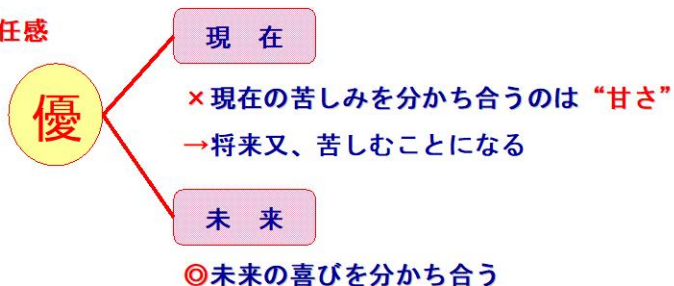 任感
現 在
優
×現在の苦しみを分かち合うのは“甘さ”
→将来又、苦しむことになる
未 来
◎未来の喜びを分かち合う